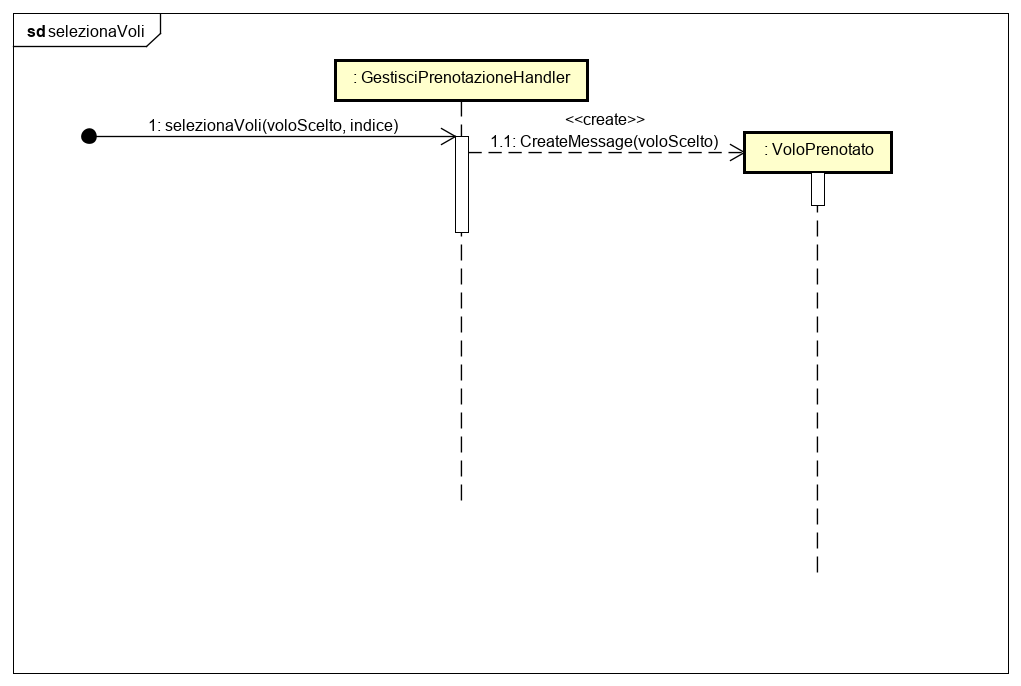 sd selezionaVoli
: GestisciPrenotazioneHandler
1: selezionaVoli(voloScelto, indice)
<<create>>
1.1: CreateMessage(voloScelto)
: VoloPrenotato